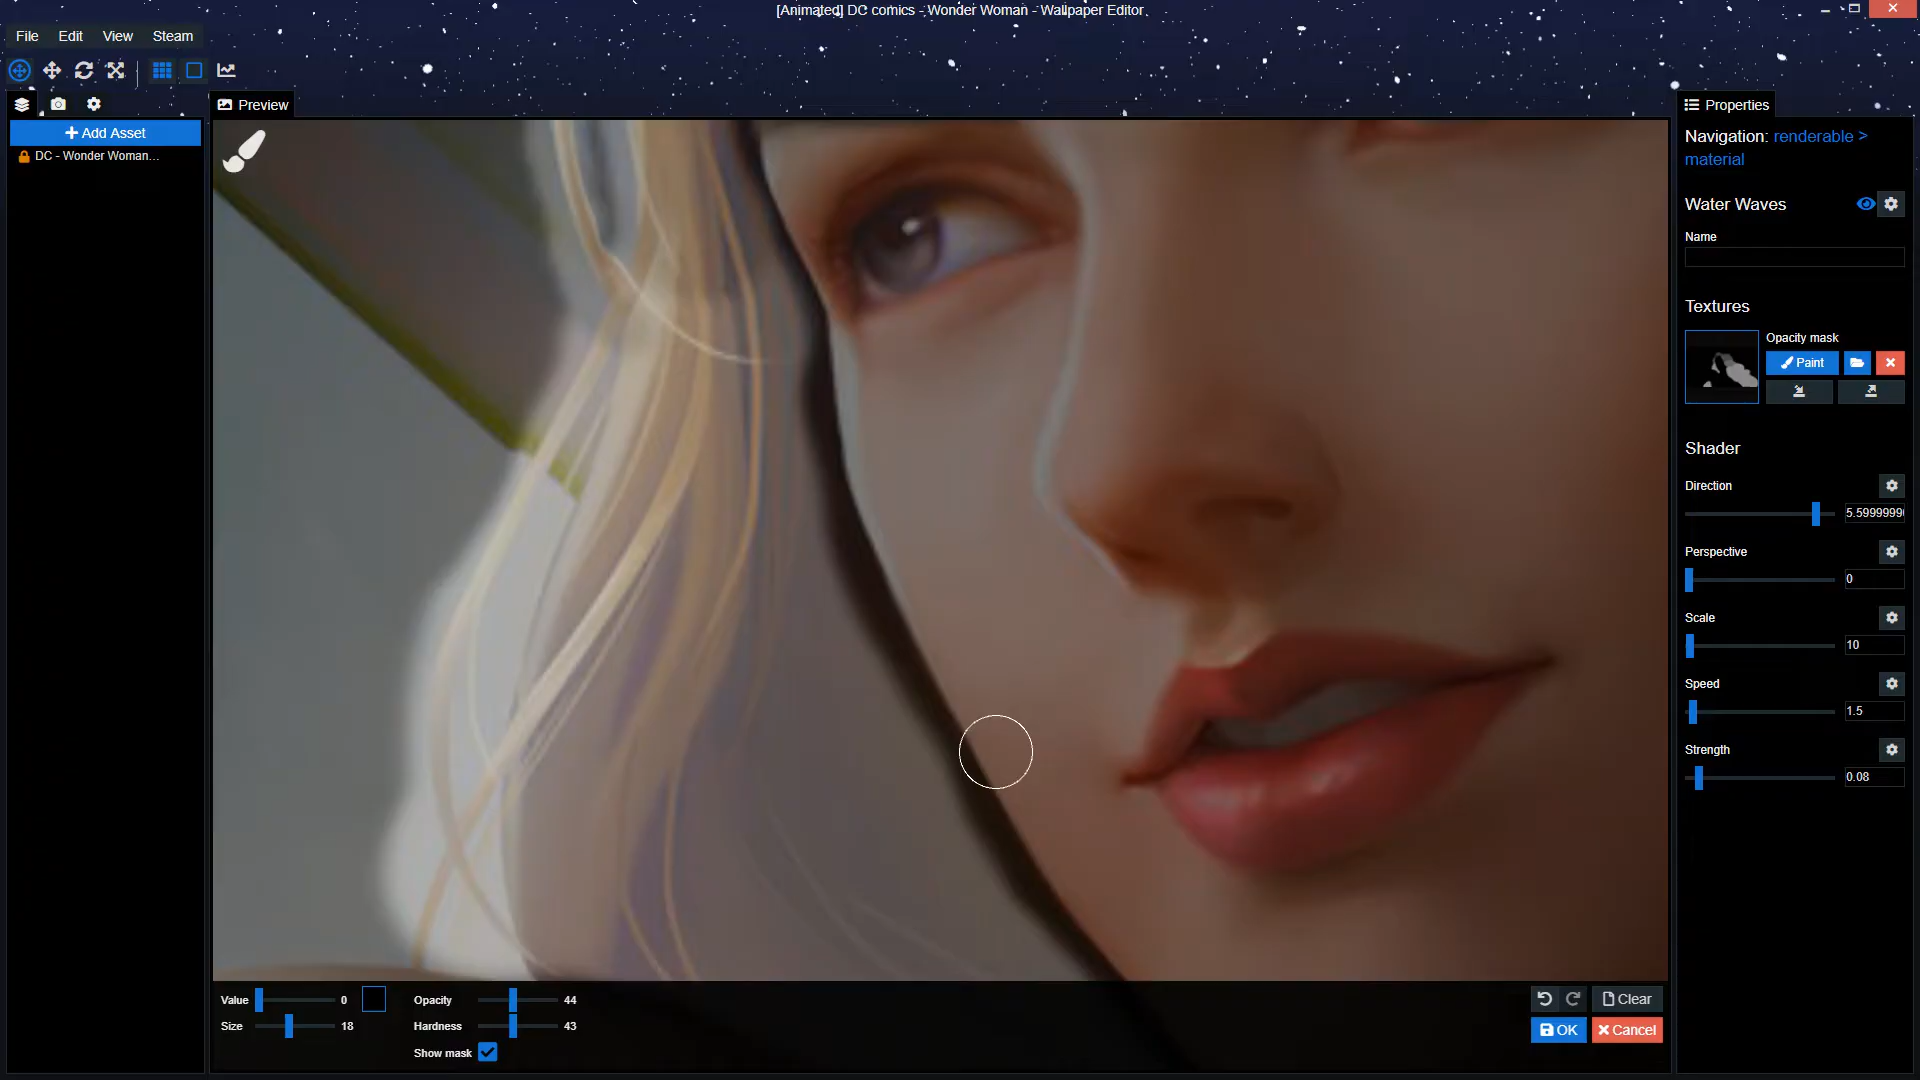 [Animated] DC comics - Wonder Woman - Wallpaper Editor
File Edit View Steam
Preview
Properties
Add Asset
DC - Wonder Woman...
Navigation: renderable >
material
Water Waves
Name
Textures
Opacity mask
Paint
Shader
Direction
5.5999999
Perspective
0
Scale
10
Speed
1.5
Strength
0.08
Value 0 Opacity 44
Size 18 Hardness 43
Show mask
Clear
OK Cancel